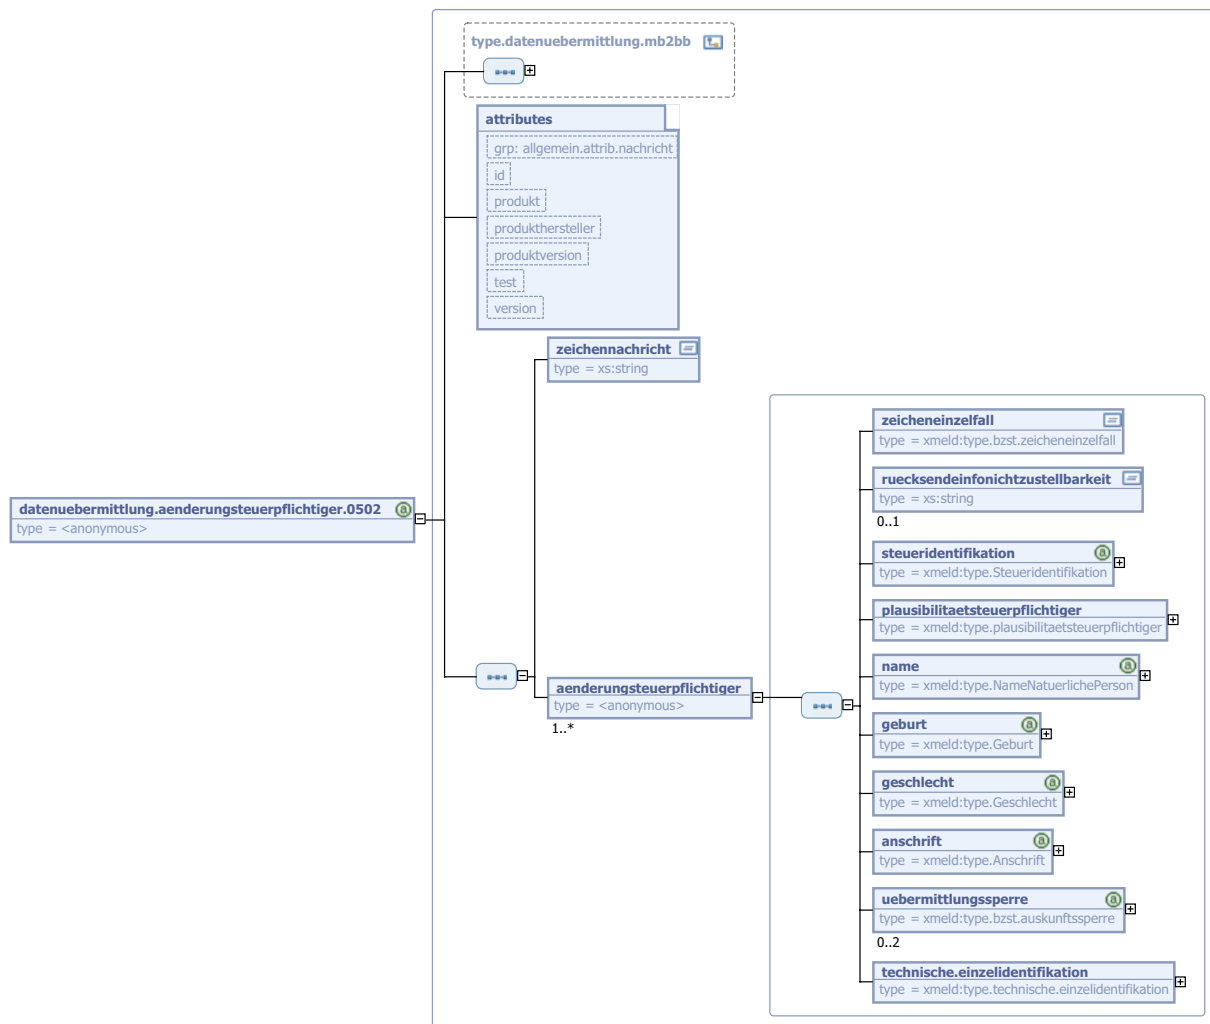 type.datenuebermittlung.mb2bb
attributes
grp: allgemein.attrib.nachricht
id
produkt
produkthersteller
produktversion
test
version
zeichennachricht
type = xs:string
datenuebermittlung.aenderungsteuerpflichtiger.0502
type = <anonymous>
aenderungsteuerpflichtiger
type = <anonymous>
1..*
zeicheneinzelfall
type = xmeld:type.bzst.zeicheneinzelfall
ruecksendeinfonichtzustellbarkeit
type = xs:string
0..1
steueridentifikation
type = xmeld:type.Steueridentifikation
plausibilitaetsteuerpflichtiger
type = xmeld:type.plausibilitaetsteuerpflichtiger
name
type = xmeld:type.NameNatuerlichePerson
geburt
type = xmeld:type.Geburt
geschlecht
type = xmeld:type.Geschlecht
anschrift
type = xmeld:type.Anschrift
uebermittlungssperre
type = xmeld:type.bzst.auskunftssperre
0..2
technische.einzelidentifikation
type = xmeld:type.technische.einzelidentifikation